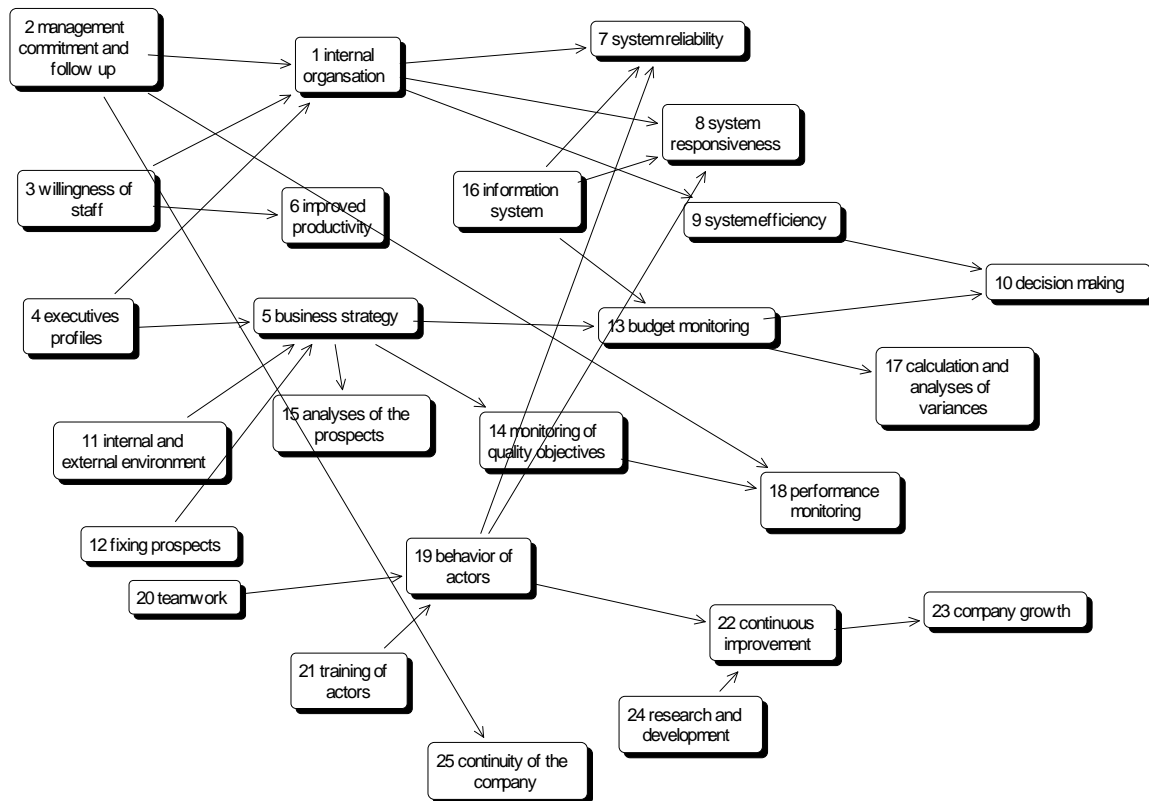 2 management
commitment and
follow up
1 internal
organsation
7 system reliability
8 system
responsiveness
3 willingness of
staff
6 improved
productivity
16 information
system
9 system efficiency
10 decision making
4 executives
profiles
5 business strategy
13 budget monitoring
17 calculation and
analyses of
variances
15 analyses of the
prospects
14 monitoring of
quality objectives
11 internal and
external environment
18 performance
monitoring
12 fixing prospects
19 behavior of
actors
20 teamwork
22 continuous
improvement
23 company growth
21 training of
actors
24 research and
development
25 continuity of the
company